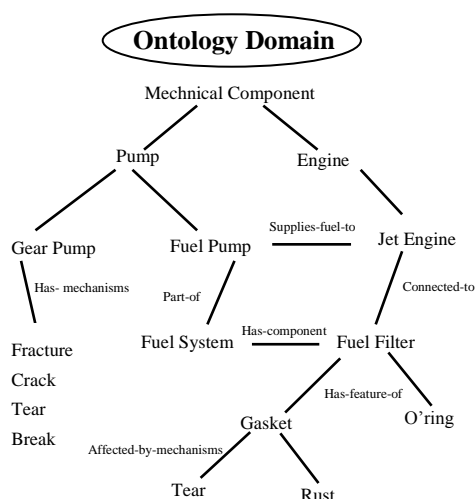 Ontology Domain
Mechnical Component
Pump
Engine
Gear Pump
Fuel Pump
Supplies-fuel-to
Jet Engine
Has- mechanisms
Part-of
Connected-to
Fracture
Crack
Tear
Break
Fuel System
Has-component
Fuel Filter
Has-feature-of
Gasket
O’ring
Affected-by-mechanisms
Tear
Rust